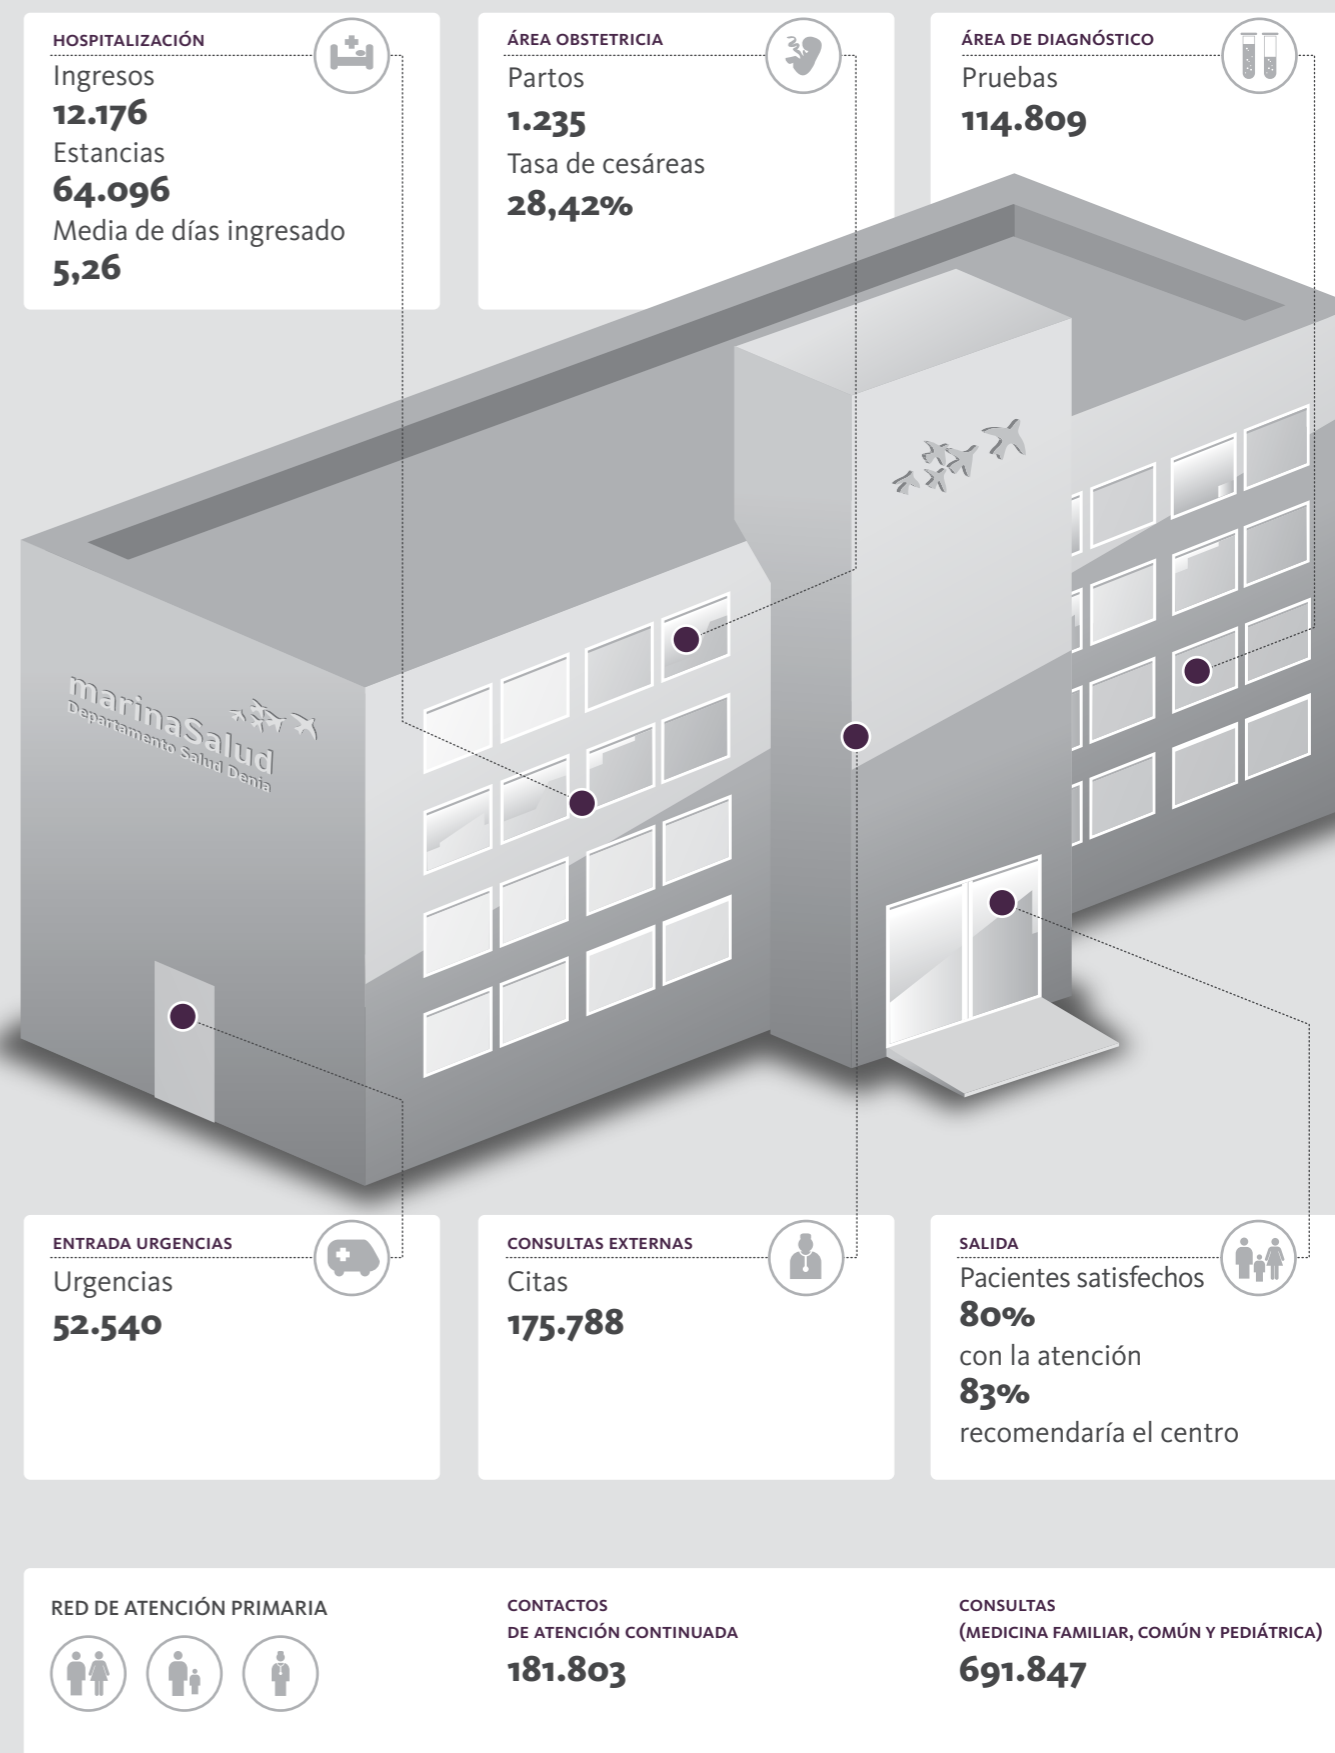 HOSPITALIZACIÓN
Ingresos
12.176
Estancias
64.096
Media de días ingresado
5,26
ÁREA OBSTETRICIA
Partos
1.235
Tasa de cesáreas
28,42%
ÁREA DE DIAGNÓSTICO
Pruebas
114.809
marinaSalud
Departamento Salud Denia
ENTRADA URGENCIAS
Urgencias
52.540
CONSULTAS EXTERNAS
Citas
175.788
SALIDA
Pacientes satisfechos
80%
con la atención
83%
recomendaría el centro
RED DE ATENCIÓN PRIMARIA
CONTACTOS
DE ATENCIÓN CONTINUADA
181.803
CONSULTAS
(MEDICINA FAMILIAR, COMÚN Y PEDIÁTRICA)
691.847